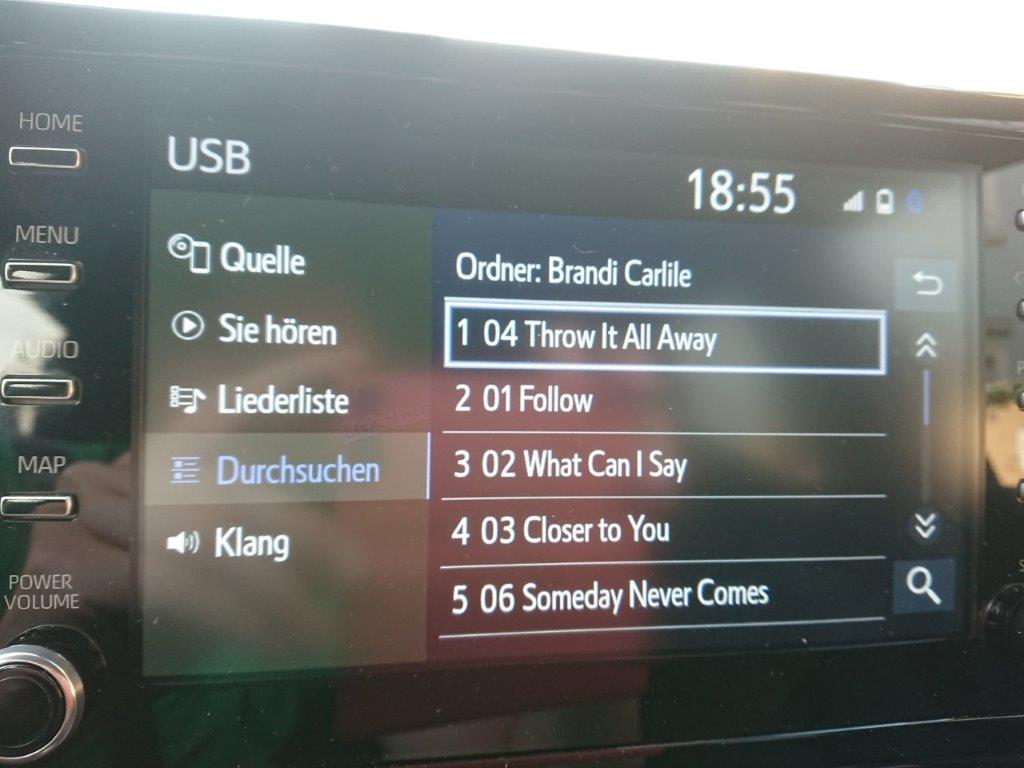 HOME
MENU
AUDIO
MAP
POWER
VOLUME
USB
18:55
Quelle
Sie hören
Liederliste
Durchsuchen
Klang
Ordner: Brandi Carlile
1 04 Throw It All Away
2 01 Follow
3 02 What Can I Say
4 03 Closer to You
5 06 Someday Never Comes